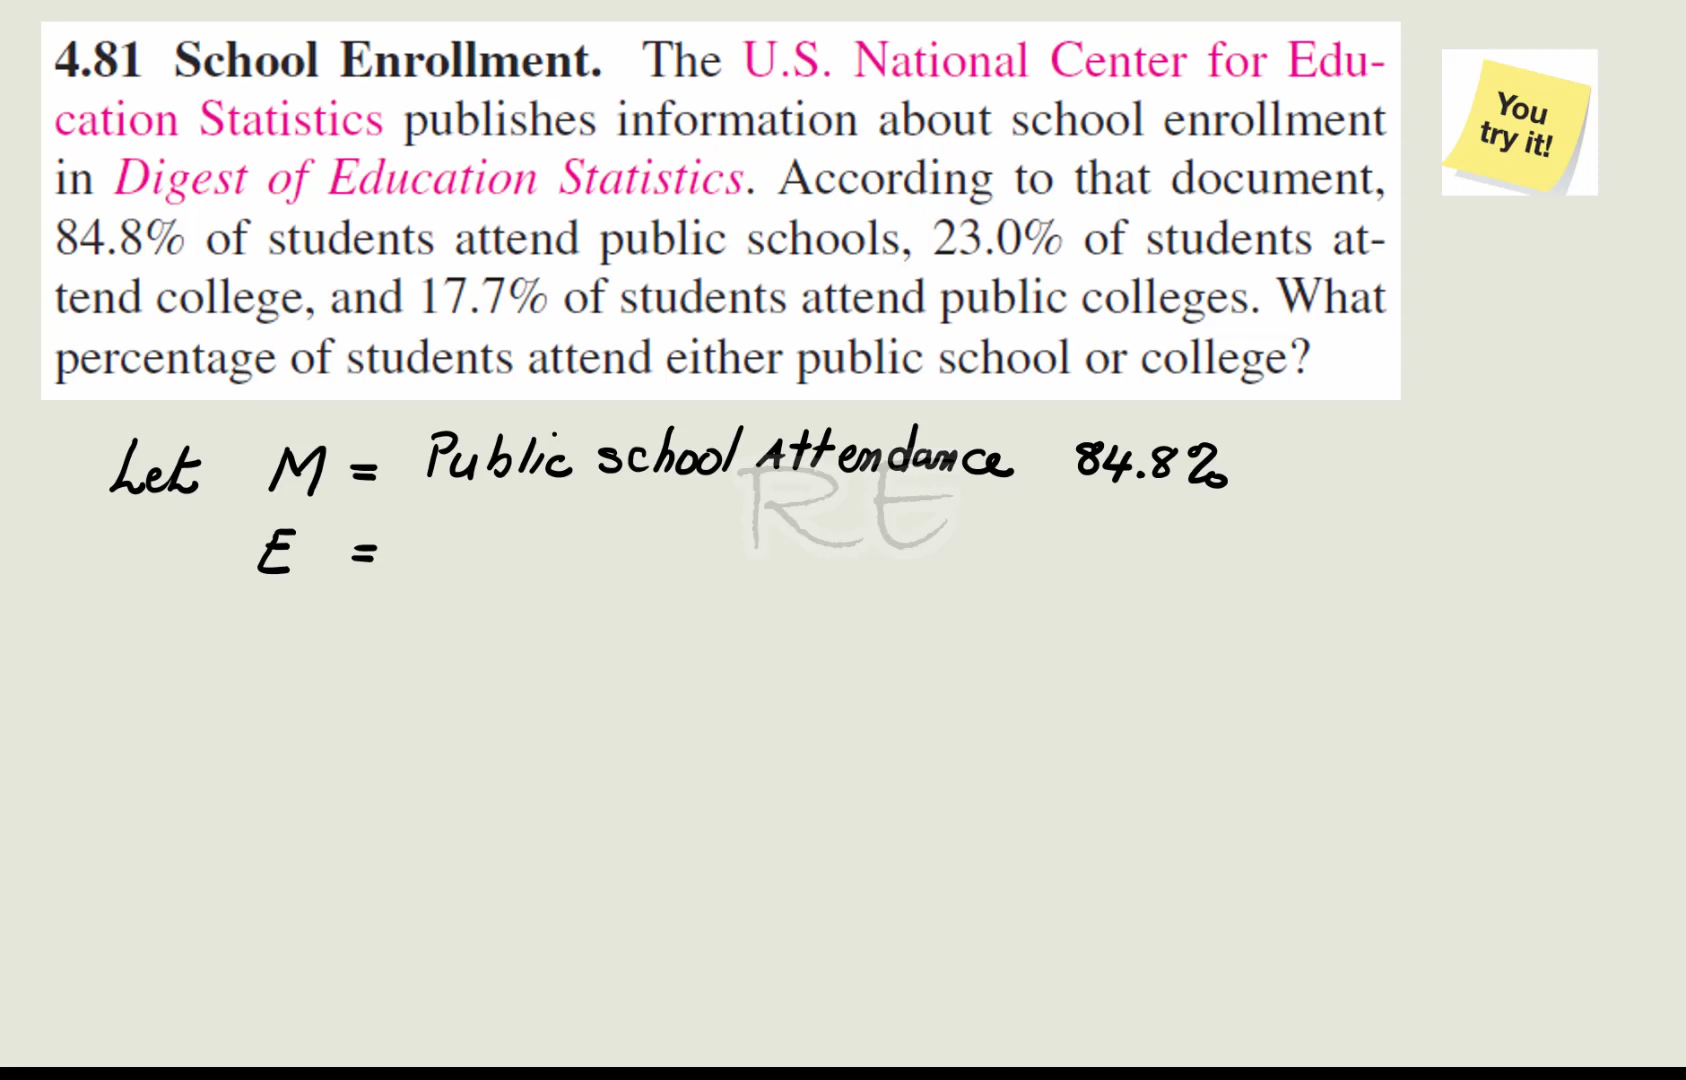 4.81 School Enrollment. The U.S. National Center for Edu-
cation Statistics publishes information about school enrollment
in Digest of Education Statistics. According to that document,
84.8% of students attend public schools, 23.0% of students at-
tend college, and 17.7% of students attend public colleges. What
percentage of students attend either public school or college?
You
try it!
Let M = Public school Attendance 84.8%
E =
RE